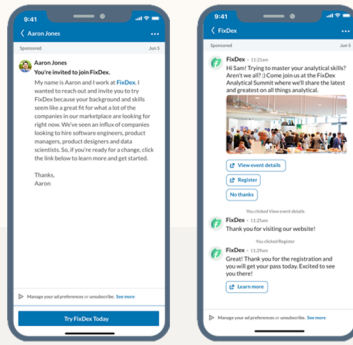 9:41
Aaron Jones
Sponsored
Jun 5
Aaron Jones
You're invited to join FixDex.
My name is Aaron and I work at FixDex. I
wanted to reach out and invite you to try
FixDex because your background and skills
seem like a great fit for what a lot of the
companies in our marketplace are looking for
right now. We've seen an influx of companies
looking to hire software engineers, product
managers, product designers and data
scientists. So, if you're ready for a change, click
the link below to learn more and get started.
Thanks,
Aaron
Manage your ad preferences or unsubscribe. See more
Try FixDex Today
9:41
FixDex
Sponsored
Jun 5
FixDex • 11:21am
Hi Sam! Trying to master your analytical skills?
Aren't we all? :) Come join us at the FixDex
Analytical Summit where we'll share the latest
and greatest on all things analytical.
View event details
Register
No thanks
You clicked View event details
FixDex • 11:25am
Thank you for visiting our website!
You clicked Register
FixDex • 11:29am
Great! Thank you for the registration and
you will get your pass today. Excited to see
you there!
Learn more
Manage your ad preferences or unsubscribe. See more